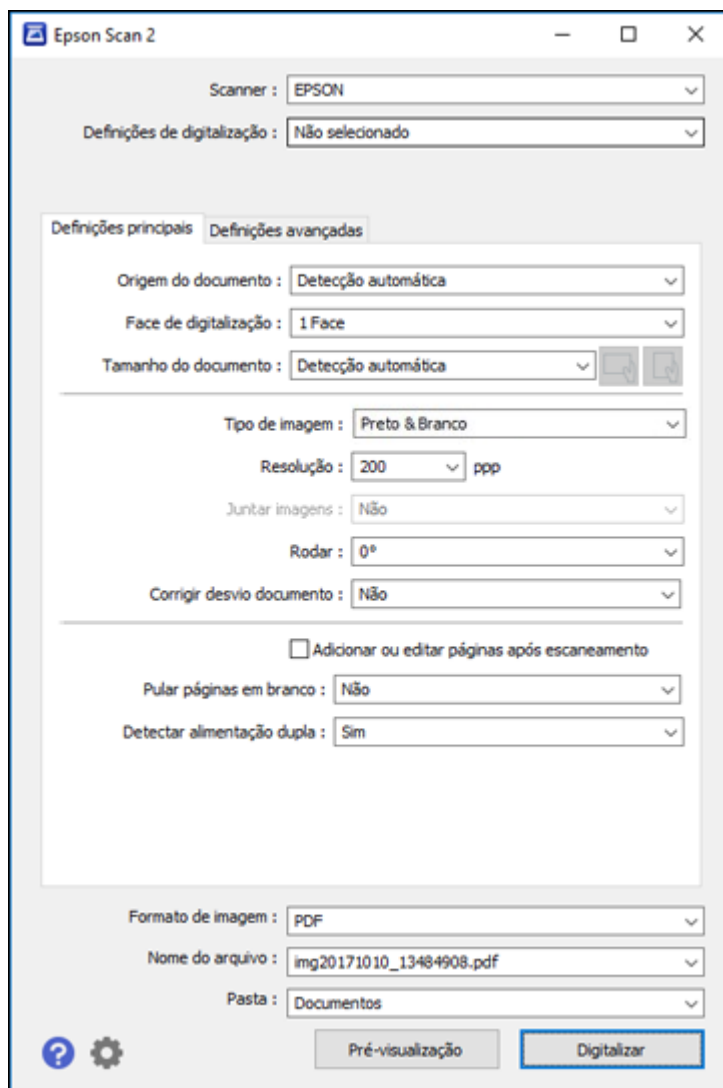 Epson Scan 2
Scanner : EPSON
Definições de digitalização : Não selecionado
Definições principais Definições avançadas
Origem do documento : Detecção automática
Face de digitalização : 1 Face
Tamanho do documento : Detecção automática
Tipo de imagem : Preto & Branco
Resolução : 200 ppp
Juntar imagens : Não
Rodar : 0°
Corrigir desvio documento : Não
Adicionar ou editar páginas após escaneamento
Pular páginas em branco : Não
Detectar alimentação dupla : Sim
Formato de imagem : PDF
Nome do arquivo : img20171010_13484908.pdf
Pasta : Documentos
? Pré-visualização Digitalizar